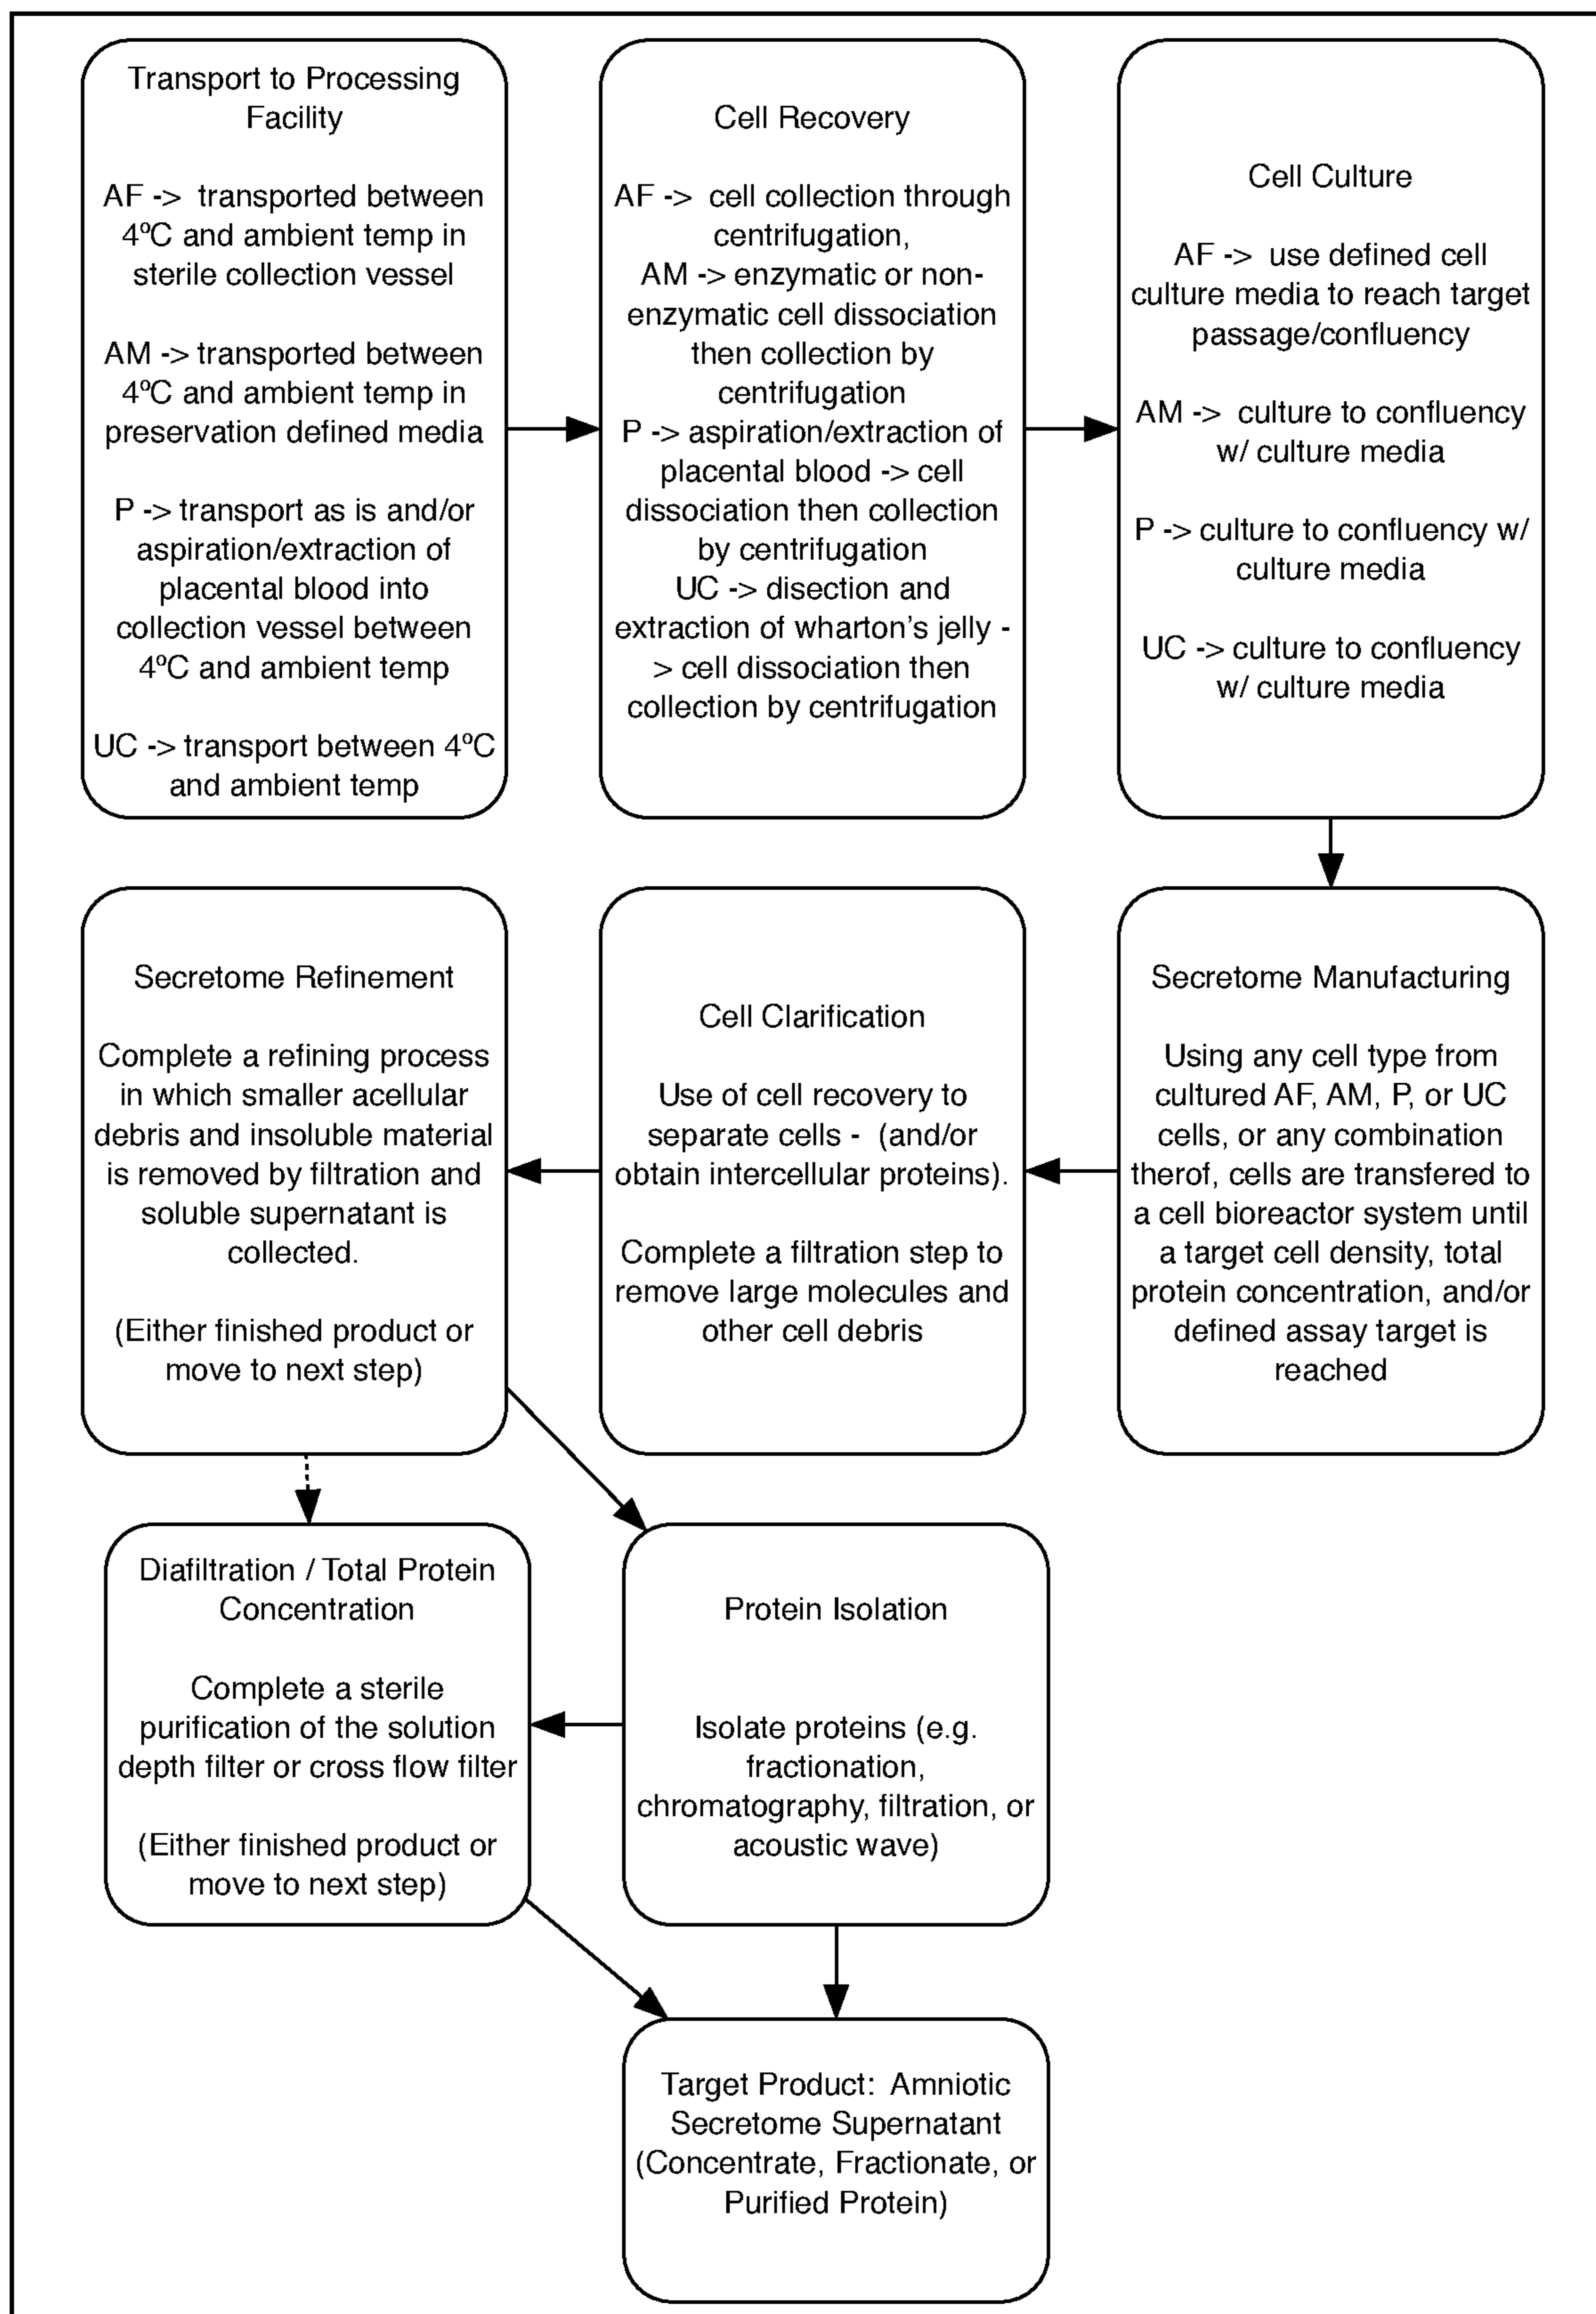 Transport to Processing
Facility
AF -> transported between
4ºC and ambient temp in
sterile collection vessel
AM -> transported between
4ºC and ambient temp in
preservation defined media
P -> transport as is and/or
aspiration/extraction of
placental blood into
collection vessel between
4ºC and ambient temp
UC -> transport between 4ºC
and ambient temp
Cell Recovery
AF -> cell collection through
centrifugation,
AM -> enzymatic or non-
enzymatic cell dissociation
then collection by
centrifugation
P -> aspiration/extraction of
placental blood -> cell
dissociation then collection
by centrifugation
UC -> disection and
extraction of wharton's jelly -
> cell dissociation then
collection by centrifugation
Cell Culture
AF -> use defined cell
culture media to reach target
passage/confluency
AM -> culture to confluency
w/ culture media
P -> culture to confluency w/
culture media
UC -> culture to confluency
w/ culture media
Secretome Manufacturing
Using any cell type from
cultured AF, AM, P, or UC
cells, or any combination
therof, cells are transfered to
a cell bioreactor system until
a target cell density, total
protein concentration, and/or
defined assay target is
reached
Cell Clarification
Use of cell recovery to
separate cells - (and/or
obtain intercellular proteins).
Complete a filtration step to
remove large molecules and
other cell debris
Secretome Refinement
Complete a refining process
in which smaller acellular
debris and insoluble material
is removed by filtration and
soluble supernatant is
collected.
(Either finished product or
move to next step)
Diafiltration / Total Protein
Concentration
Complete a sterile
purification of the solution
depth filter or cross flow filter
(Either finished product or
move to next step)
Protein Isolation
Isolate proteins (e.g.
fractionation,
chromatography, filtration, or
acoustic wave)
Target Product: Amniotic
Secretome Supernatant
(Concentrate, Fractionate, or
Purified Protein)